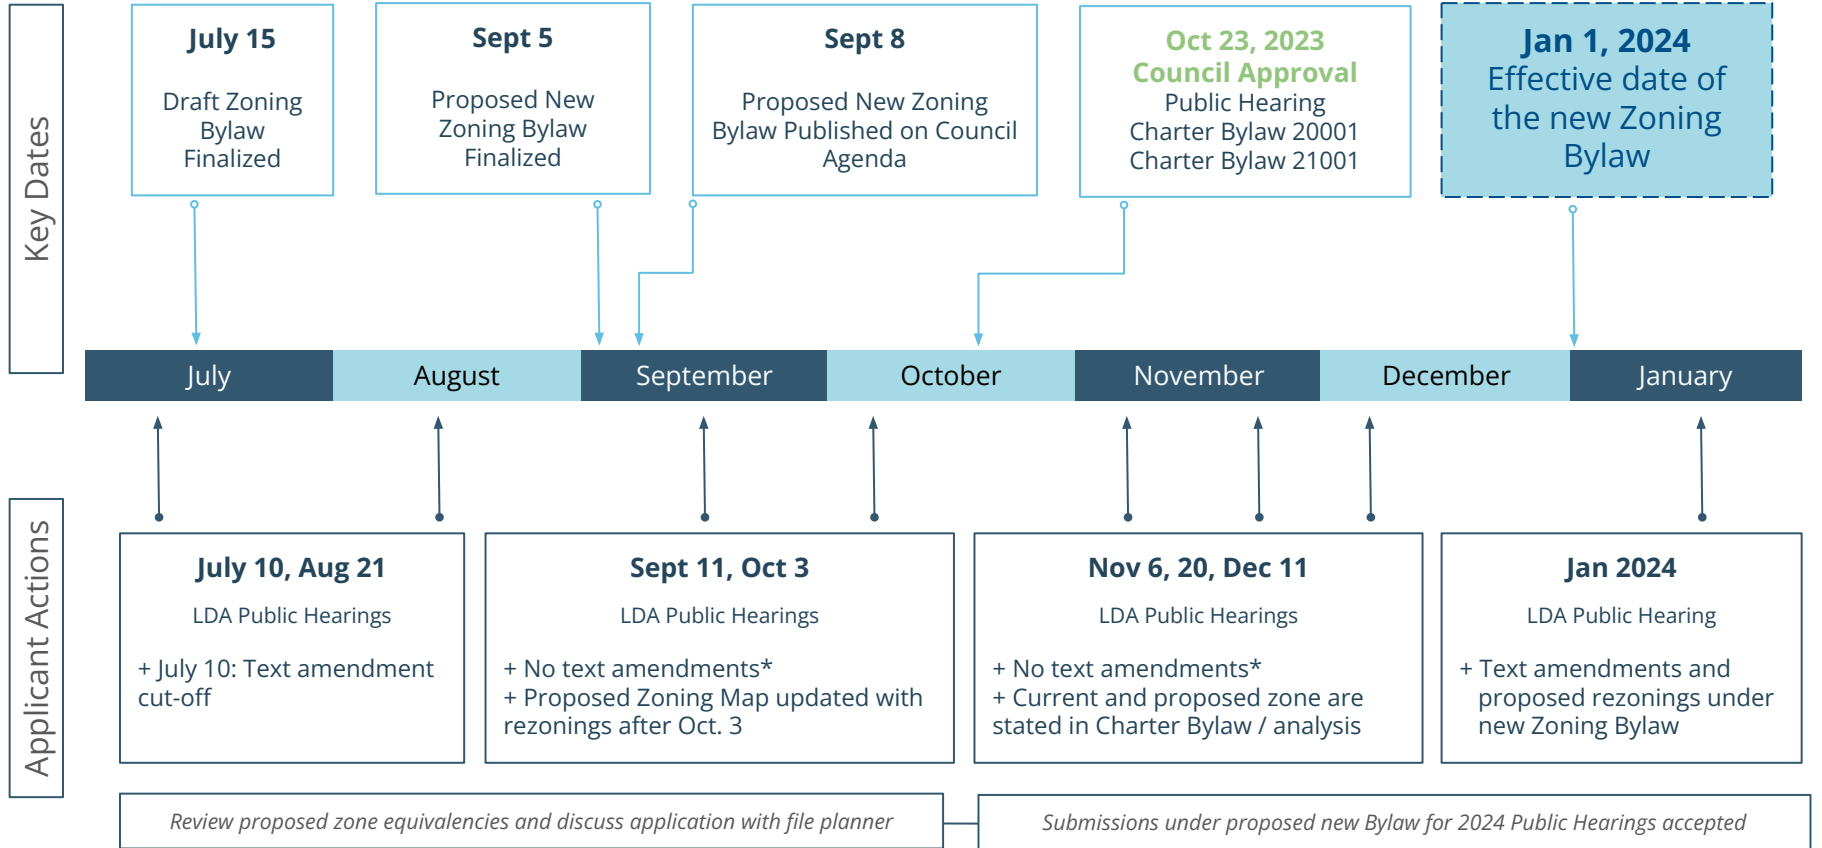 Key Dates
July 15
Draft Zoning
Bylaw
Finalized
Sept 5
Proposed New
Zoning Bylaw
Finalized
Sept 8
Proposed New Zoning
Bylaw Published on Council
Agenda
Oct 23, 2023
Council Approval
Public Hearing
Charter Bylaw 20001
Charter Bylaw 21001
Jan 1, 2024
Effective date of
the new Zoning
Bylaw
July
August
September
October
November
December
January
Applicant Actions
July 10, Aug 21
LDA Public Hearings
+ July 10: Text amendment
cut-off
Sept 11, Oct 3
LDA Public Hearings
+ No text amendments*
+ Proposed Zoning Map updated with
rezonings after Oct. 3
Nov 6, 20, Dec 11
LDA Public Hearings
+ No text amendments*
+ Current and proposed zone are
stated in Charter Bylaw / analysis
Jan 2024
LDA Public Hearing
+ Text amendments and
proposed rezonings under
new Zoning Bylaw
Review proposed zone equivalencies and discuss application with file planner
Submissions under proposed new Bylaw for 2024 Public Hearings accepted